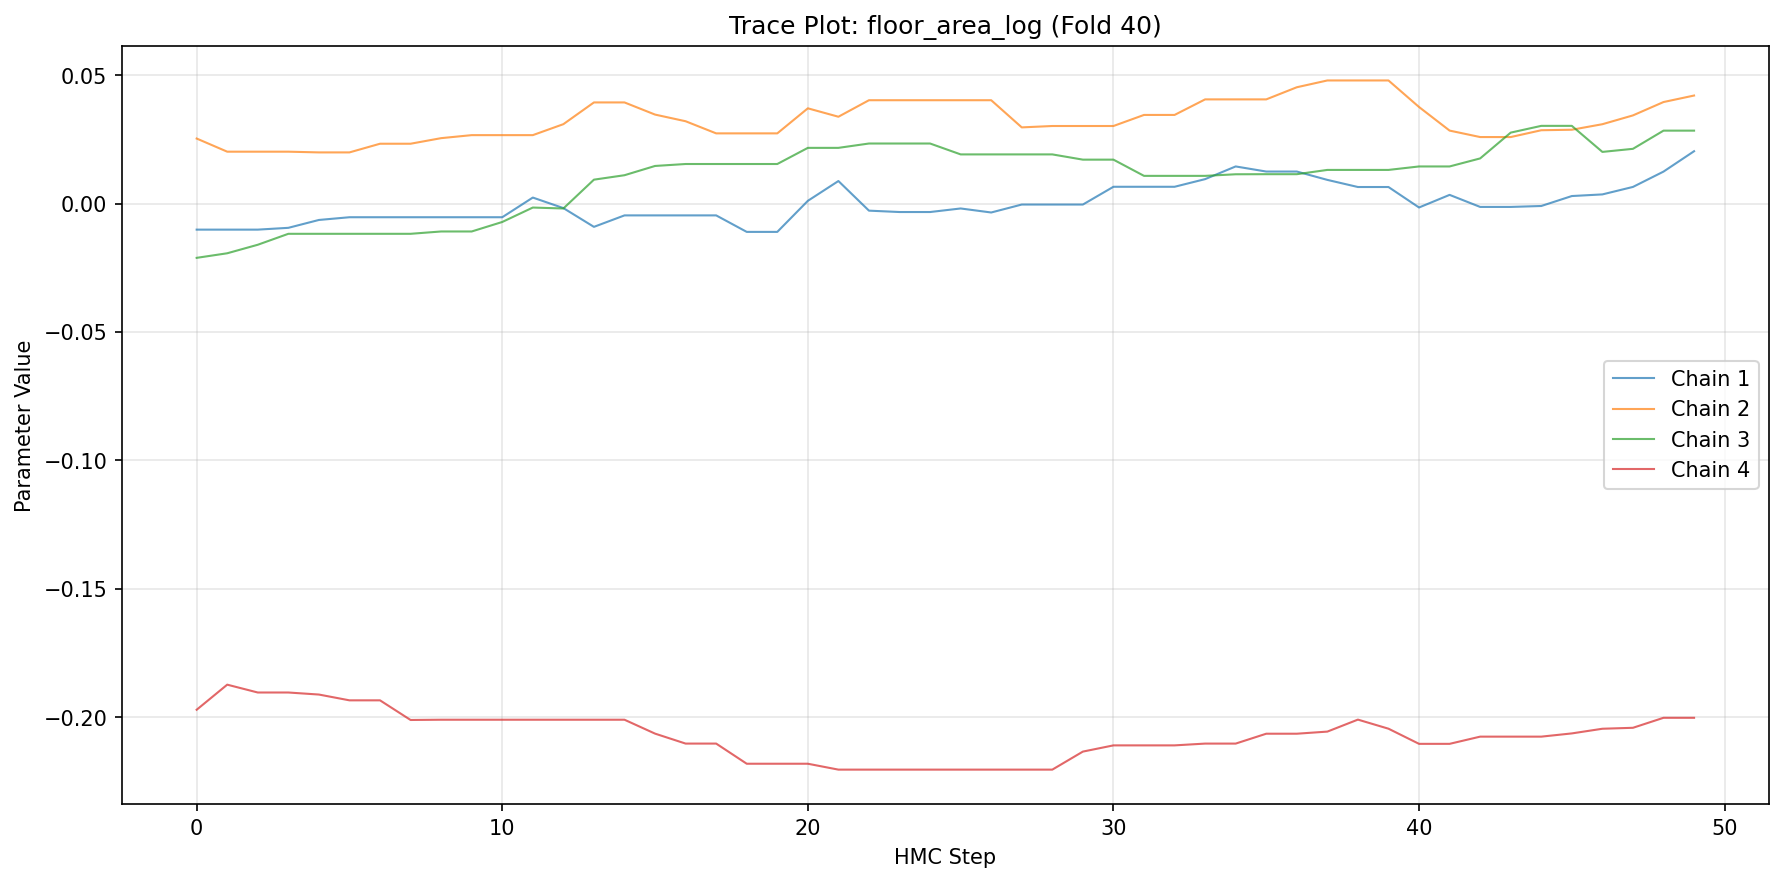 Trace Plot: floor_area_log (Fold 40)
0.05
0.00
−0.05
−0.10
−0.15
−0.20
Parameter Value
Chain 1
Chain 2
Chain 3
Chain 4
0 10 20 30 40 50
HMC Step